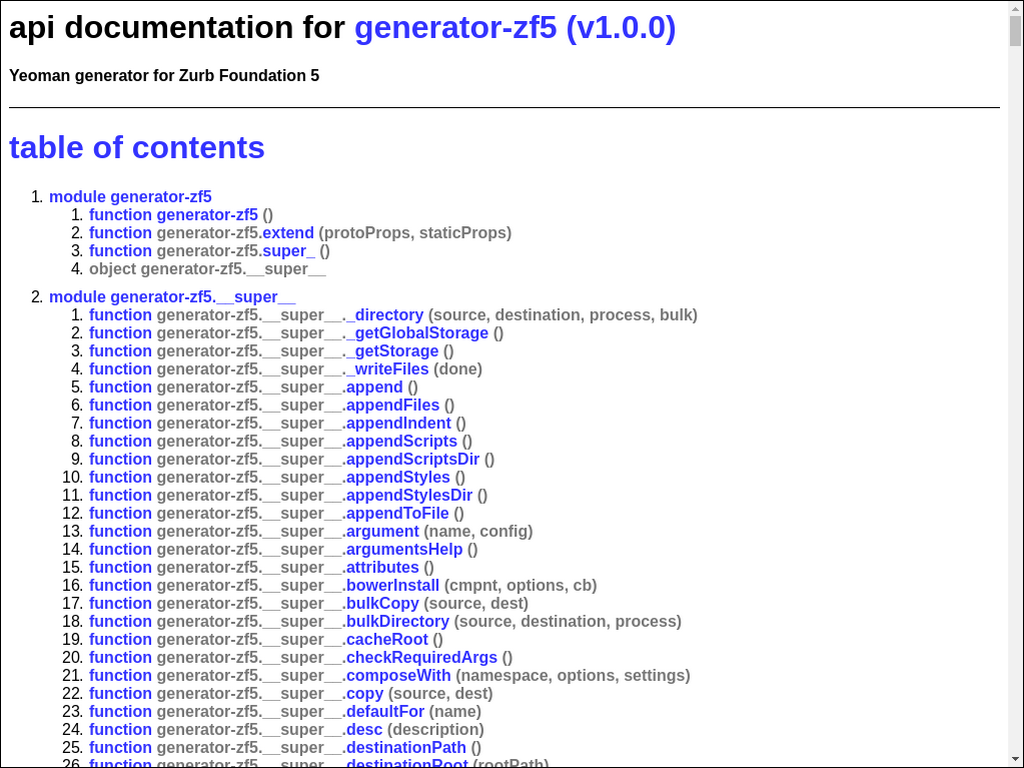 api documentation for generator-zf5 (v1.0.0)
Yeoman generator for Zurb Foundation 5
table of contents
1. module generator-zf5
1. function generator-zf5 ()
2. function generator-zf5.extend (protoProps, staticProps)
3. function generator-zf5.super_ ()
4. object generator-zf5.__super__
2. module generator-zf5.__super__
1. function generator-zf5.__super__._directory (source, destination, process, bulk)
2. function generator-zf5.__super__._getGlobalStorage ()
3. function generator-zf5.__super__._getStorage ()
4. function generator-zf5.__super__._writeFiles (done)
5. function generator-zf5.__super__.append ()
6. function generator-zf5.__super__.appendFiles ()
7. function generator-zf5.__super__.appendIndent ()
8. function generator-zf5.__super__.appendScripts ()
9. function generator-zf5.__super__.appendScriptsDir ()
10. function generator-zf5.__super__.appendStyles ()
11. function generator-zf5.__super__.appendStylesDir ()
12. function generator-zf5.__super__.appendToFile ()
13. function generator-zf5.__super__.argument (name, config)
14. function generator-zf5.__super__.argumentsHelp ()
15. function generator-zf5.__super__.attributes ()
16. function generator-zf5.__super__.bowerInstall (cmpnt, options, cb)
17. function generator-zf5.__super__.bulkCopy (source, dest)
18. function generator-zf5.__super__.bulkDirectory (source, destination, process)
19. function generator-zf5.__super__.cacheRoot ()
20. function generator-zf5.__super__.checkRequiredArgs ()
21. function generator-zf5.__super__.composeWith (namespace, options, settings)
22. function generator-zf5.__super__.copy (source, dest)
23. function generator-zf5.__super__.defaultFor (name)
24. function generator-zf5.__super__.desc (description)
25. function generator-zf5.__super__.destinationPath ()
26. function generator-zf5.__super__.destinationRoot (rootPath)